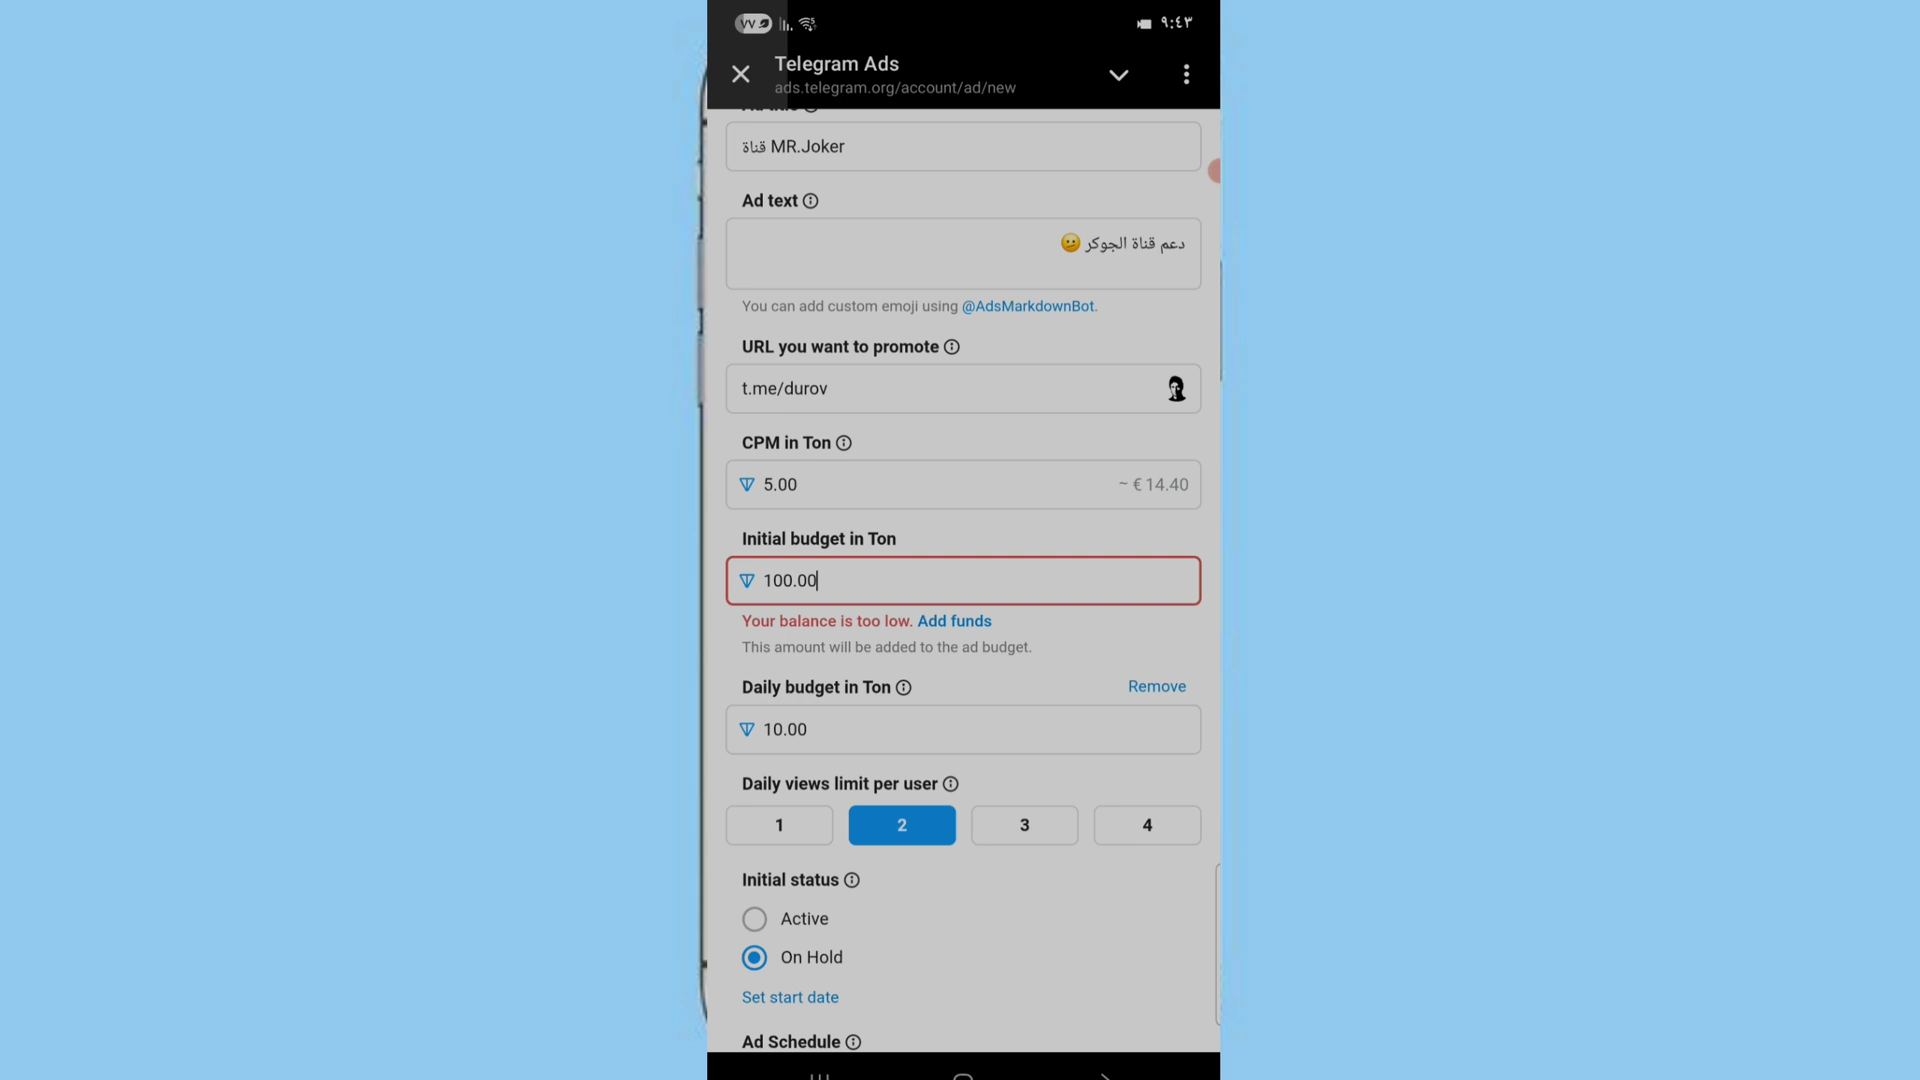 VV
٩:٤٣
Telegram Ads
ads.telegram.org/account/ad/new
قناة MR.Joker
Ad text
دعم قناة الجوكر 🫤
You can add custom emoji using @AdsMarkdownBot.
URL you want to promote
t.me/durov
CPM in Ton
5.00
~ € 14.40
Initial budget in Ton
100.00
Your balance is too low. Add funds
This amount will be added to the ad budget.
Daily budget in Ton
Remove
10.00
Daily views limit per user
1
2
3
4
Initial status
Active
On Hold
Set start date
Ad Schedule